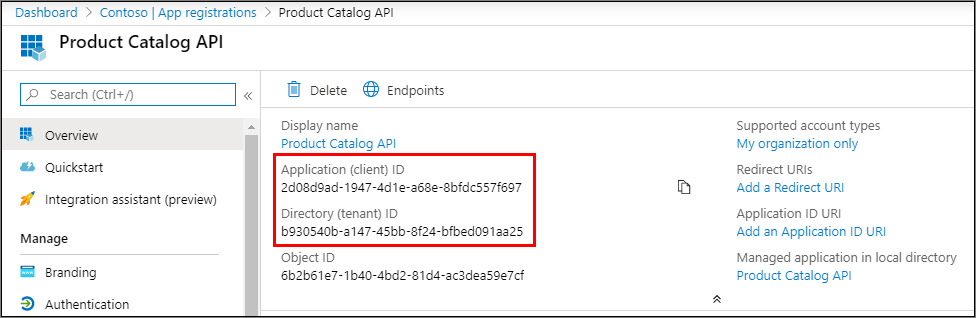 Dashboard > Contoso | App registrations > Product Catalog API
Product Catalog API
Search (Ctrl+/)
«
Overview
Quickstart
Integration assistant (preview)
Manage
Branding
Authentication
Delete
Endpoints
Display name
Product Catalog API
Application (client) ID
2d08d9ad-1947-4d1e-a68e-8bfdc557f697
Directory (tenant) ID
b930540b-a147-45bb-8f24-bfbed091aa25
Object ID
6b2b61e7-1b40-4bd2-81d4-ac3dea59e7cf
Supported account types
My organization only
Redirect URIs
Add a Redirect URI
Application ID URI
Add an Application ID URI
Managed application in local directory
Product Catalog API